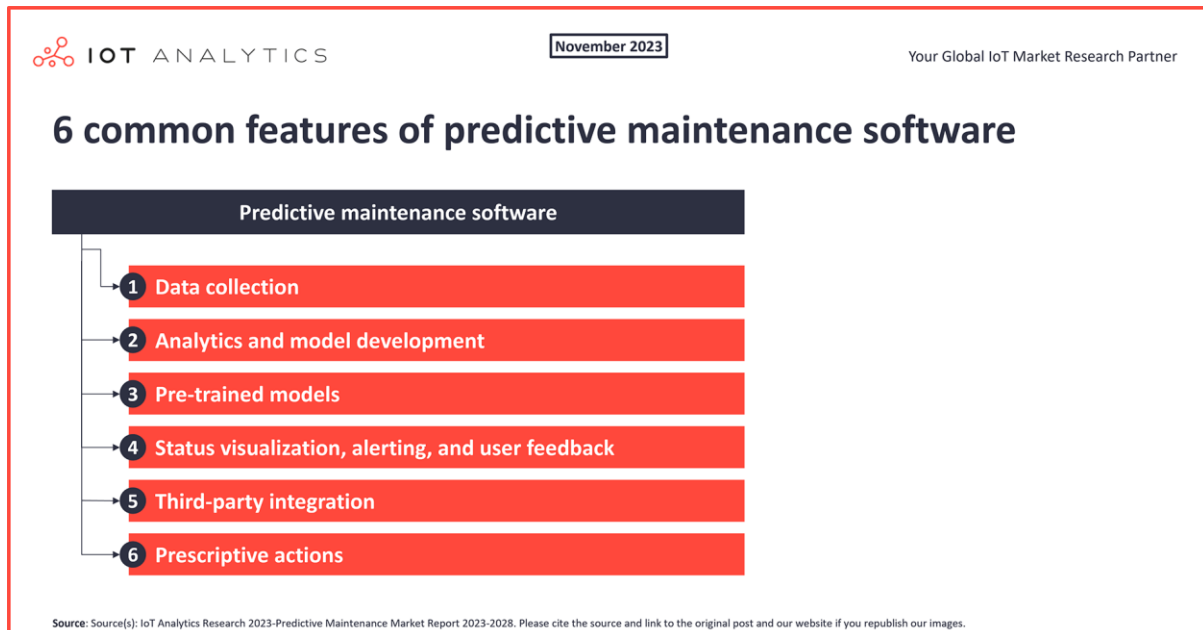 IOT ANALYTICS
November 2023
Your Global IoT Market Research Partner
6 common features of predictive maintenance software
Predictive maintenance software
1 Data collection
2 Analytics and model development
3 Pre-trained models
4 Status visualization, alerting, and user feedback
5 Third-party integration
6 Prescriptive actions
Source: Source(s): IoT Analytics Research 2023-Predictive Maintenance Market Report 2023-2028. Please cite the source and link to the original post and our website if you republish our images.